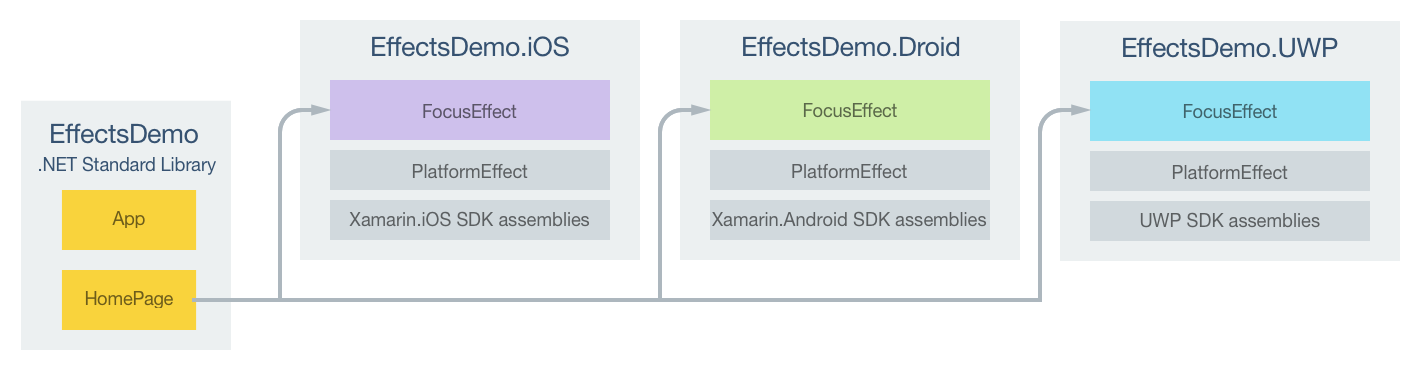 EffectsDemo
.NET Standard Library
App
HomePage
EffectsDemo.iOS
FocusEffect
PlatformEffect
Xamarin.iOS SDK assemblies
EffectsDemo.Droid
FocusEffect
PlatformEffect
Xamarin.Android SDK assemblies
EffectsDemo.UWP
FocusEffect
PlatformEffect
UWP SDK assemblies